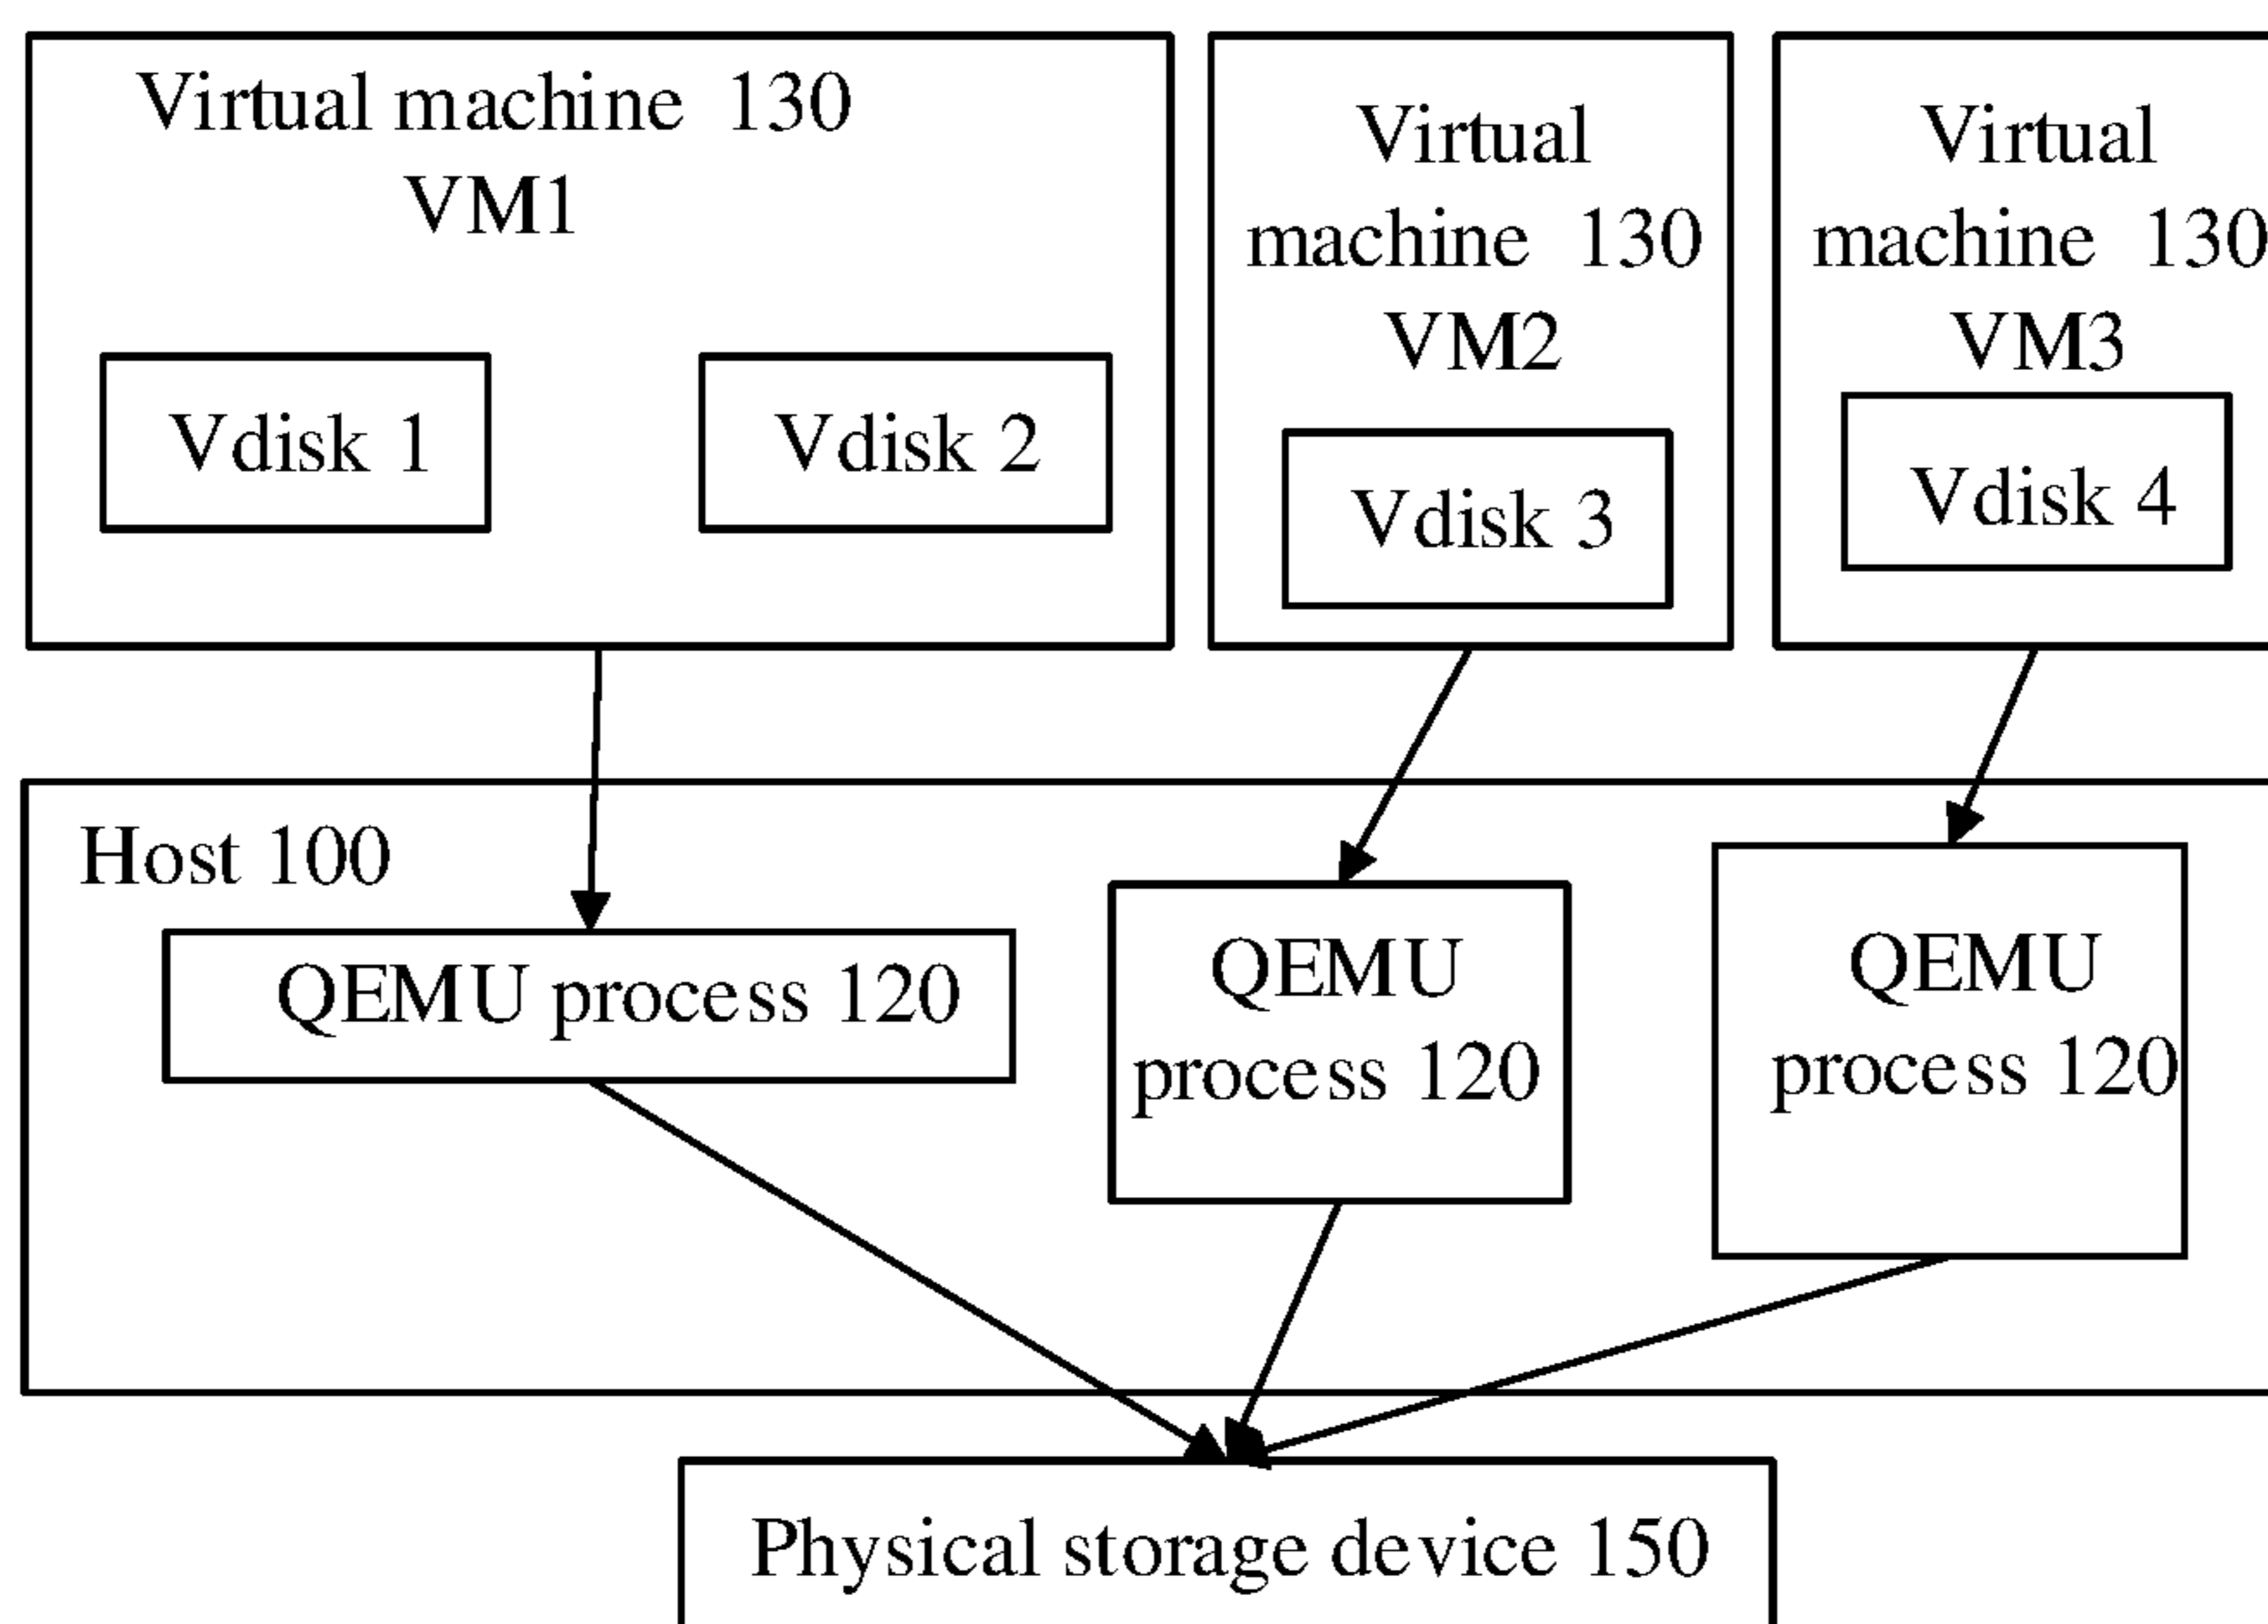 Virtual machine 130
VM1
Vdisk 1
Vdisk 2
Virtual
machine 130
VM2
Vdisk 3
Virtual
machine 130
VM3
Vdisk 4
Host 100
QEMU process 120
QEMU
process 120
QEMU
process 120
Physical storage device 150